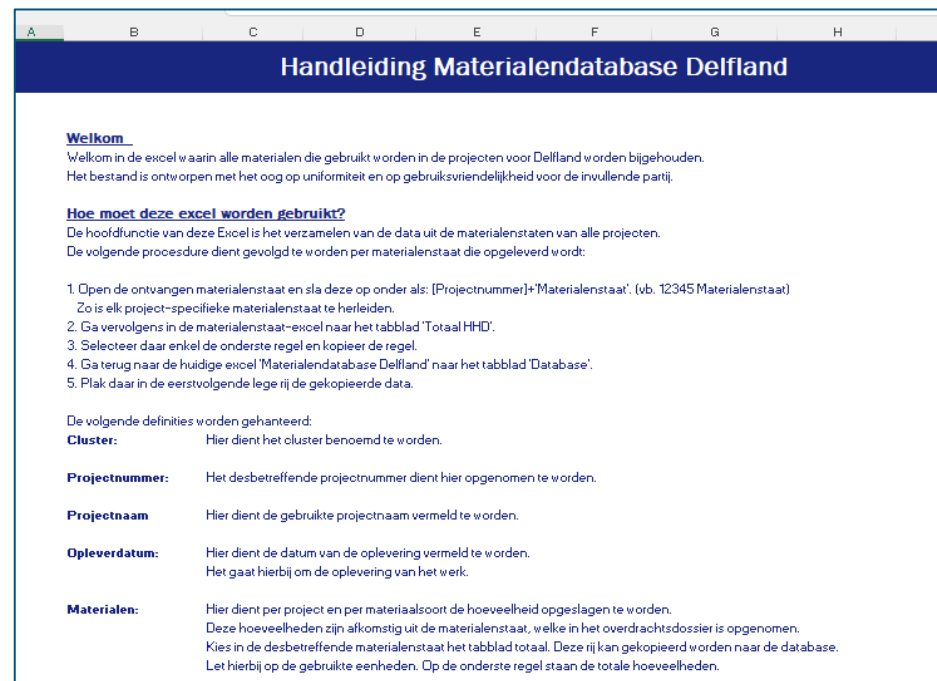 A B C D E F G H
Handleiding Materialendatabase Delfland
Welkom
Welkom in de excel waarin alle materialen die gebruikt worden in de projecten voor Delfland worden bijgehouden.
Het bestand is ontworpen met het oog op uniformiteit en op gebruiksvriendelijkheid voor de invullende partij.
Hoe moet deze excel worden gebruikt?
De hoofdfunctie van deze Excel is het verzamelen van de data uit de materialenstaten van alle projecten.
De volgende procesdure dient gevolgd te worden per materialenstaat die opgeleverd wordt:
1. Open de ontvangen materialenstaat en sla deze op onder als: [Projectnummer]+'Materialenstaat'. (vb. 12345 Materialenstaat)
Zo is elk project-specifieke materialenstaat te herleiden.
2. Ga vervolgens in de materialenstaat-excel naar het tabblad 'Totaal HHD'.
3. Selecteer daar enkel de onderste regel en kopieer de regel.
4. Ga terug naar de huidige excel 'Materialendatabase Delfland' naar het tabblad 'Database'.
5. Plak daar in de eerstvolgende lege rij de gekopieerde data.
De volgende definities worden gehanteerd:
Cluster: Hier dient het cluster benoemd te worden.
Projectnummer: Het desbetreffende projectnummer dient hier opgenomen te worden.
Projectnaam Hier dient de gebruikte projectnaam vermeld te worden.
Opleverdatum: Hier dient de datum van de oplevering vermeld te worden.
Het gaat hierbij om de oplevering van het werk.
Materialen: Hier dient per project en per materiaalsoort de hoeveelheid opgeslagen te worden.
Deze hoeveelheden zijn afkomstig uit de materialenstaat, welke in het overdrachtsdossier is opgenomen.
Kies in de desbetreffende materialenstaat het tabblad totaal. Deze rij kan gekopieerd worden naar de database.
Let hierbij op de gebruikte eenheden. Op de onderste regel staan de totale hoeveelheden.